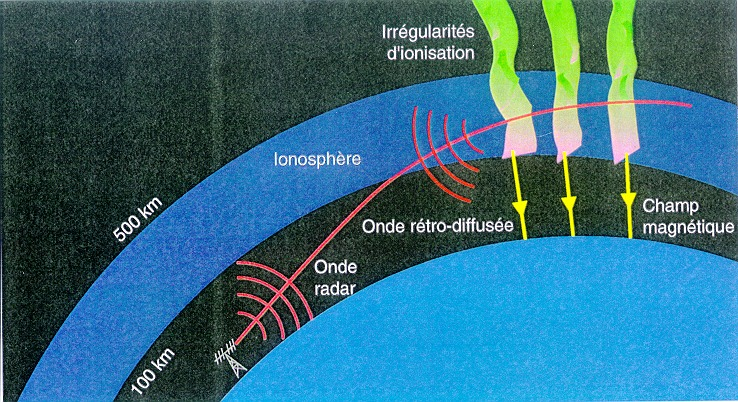 Irrégularités
d'ionisation
Ionosphère
500 km
Onde rétro-diffusée
Champ
magnétique
Onde
radar
100 km